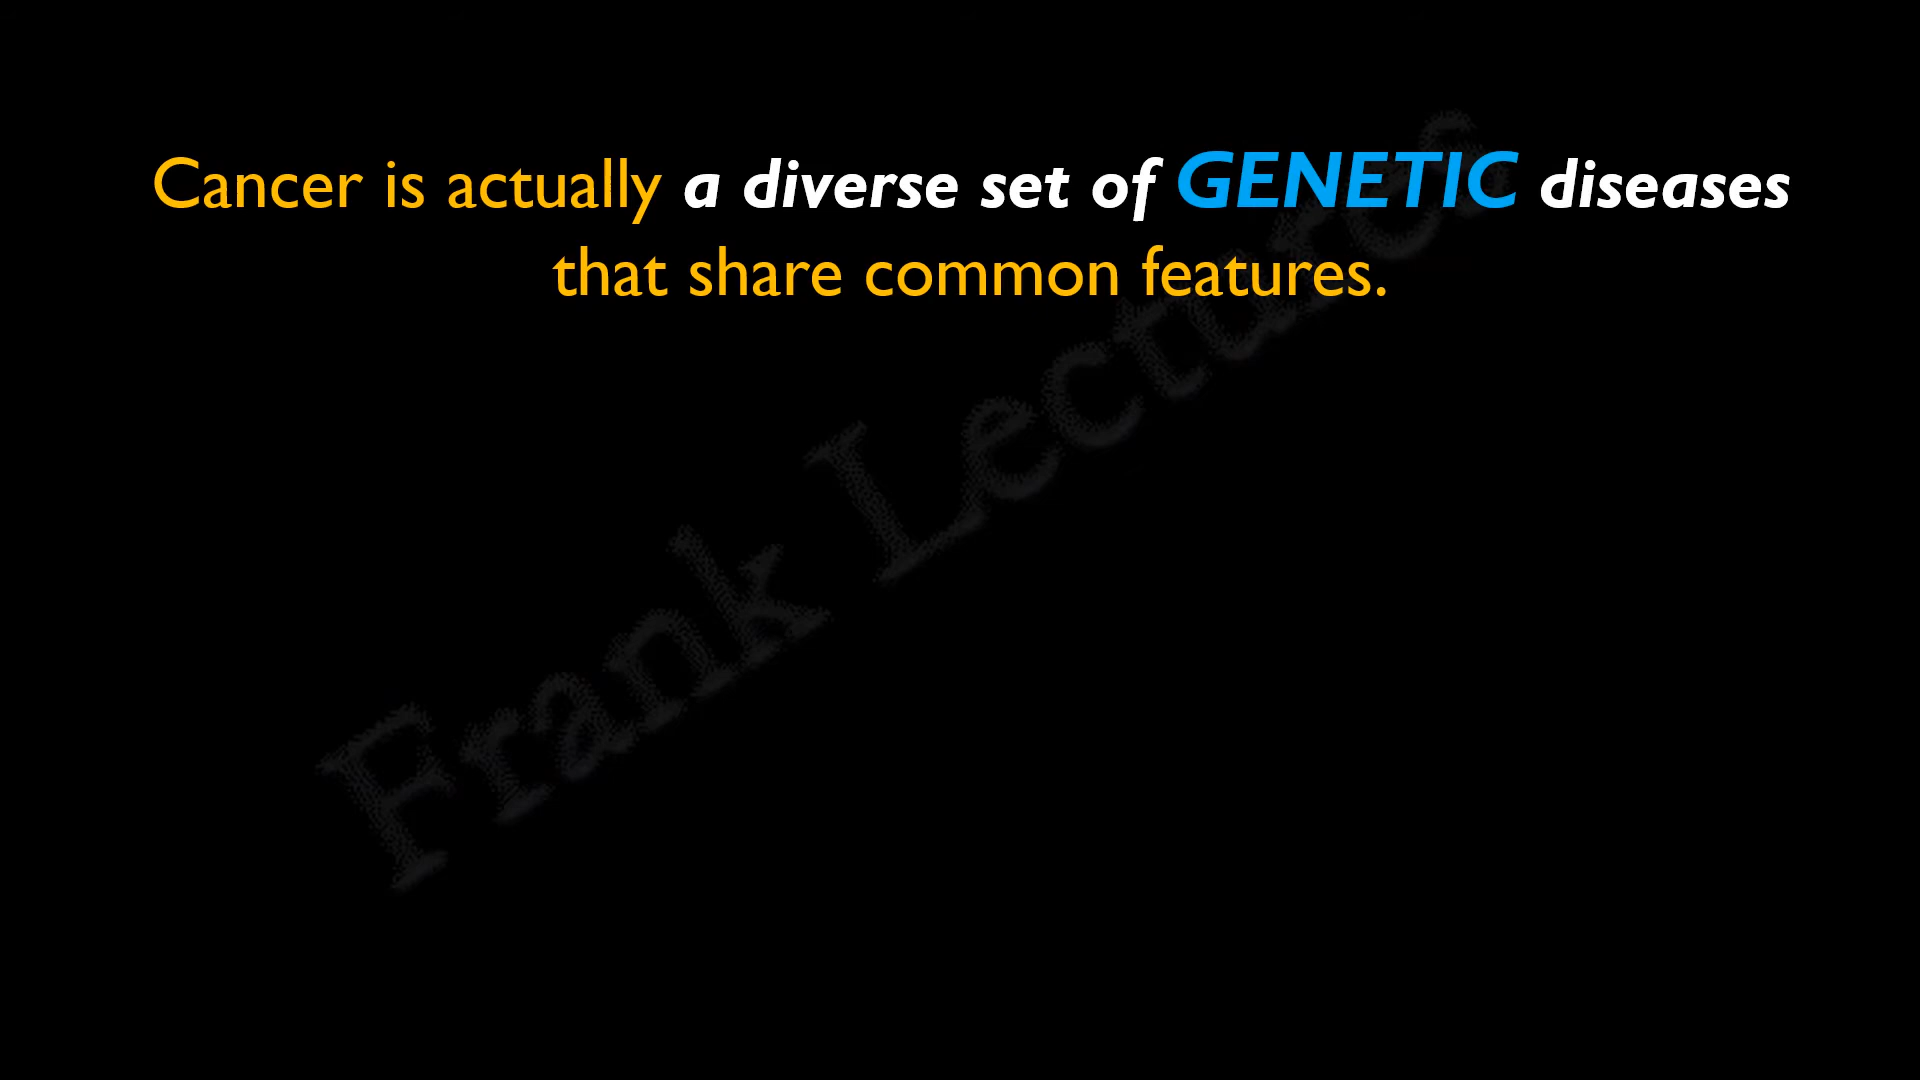 Cancer is actually a diverse set of GENETIC diseases
that share common features.
Frank Lectures